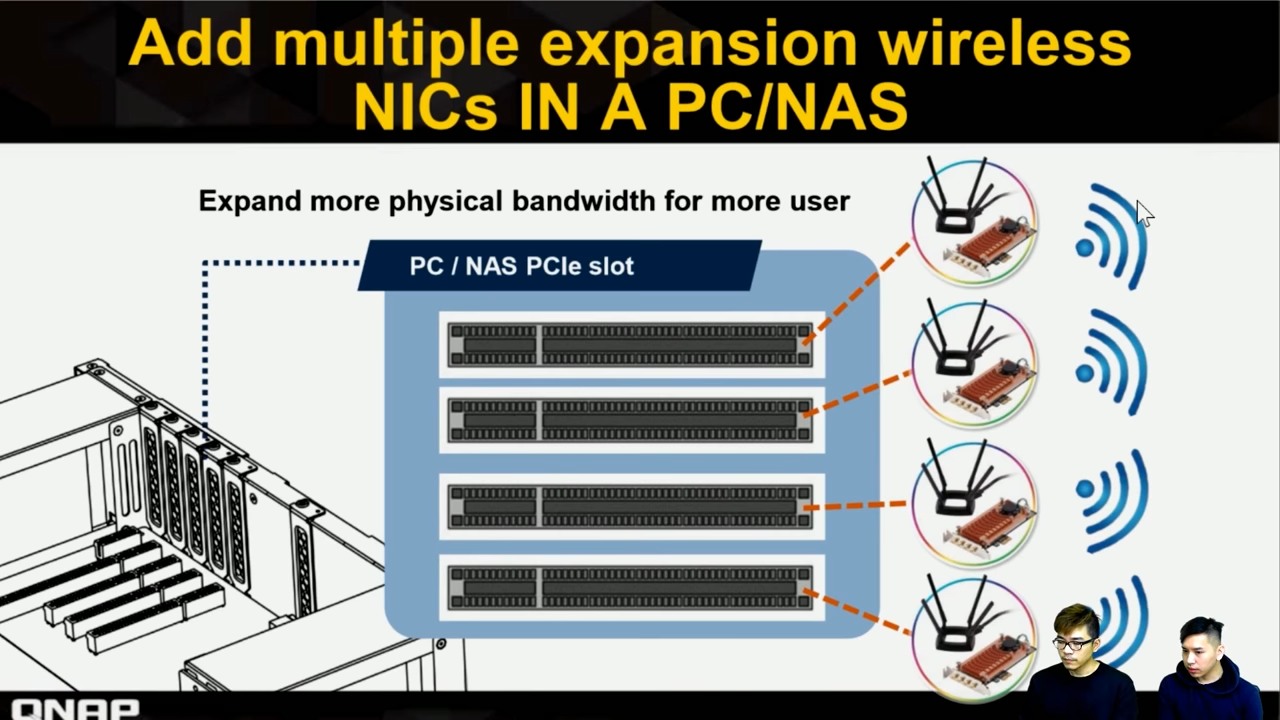 Add multiple expansion wireless
NICs IN A PC/NAS
Expand more physical bandwidth for more user
PC / NAS PCIe slot
QNAP